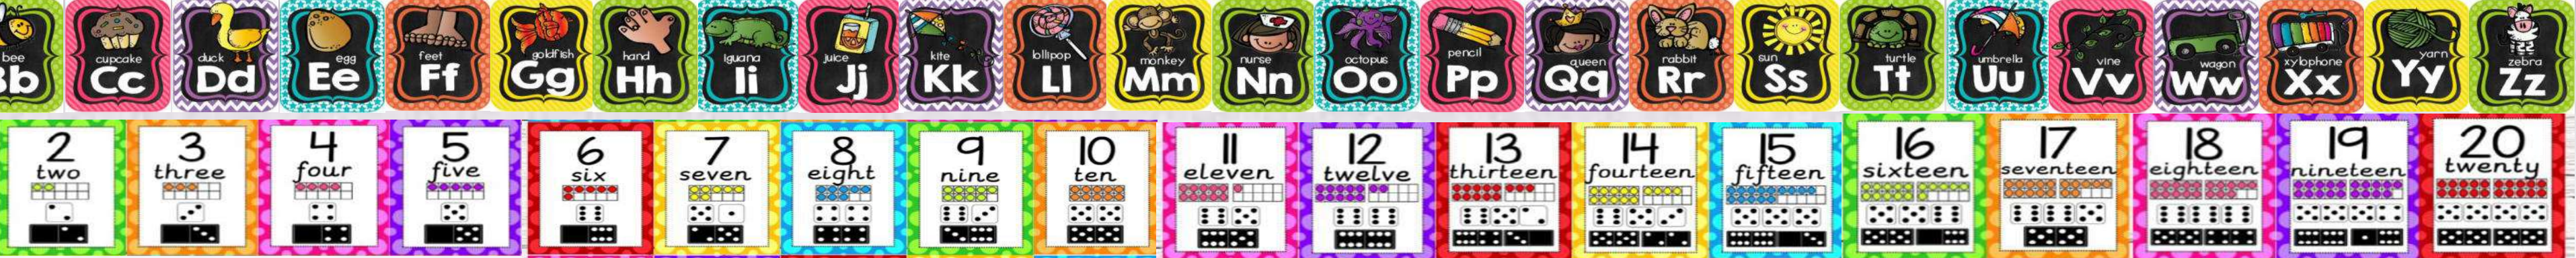 bee cupcake duck egg feet goldfish hand iguana juice kite lollipop monkey nurse octopus pencil queen rabbit sun turtle umbrella vine wagon xylophone yarn zebra
Bb Cc Dd Ee Ff Gg Hh Ii Jj Kk Ll Mm Nn Oo Pp Qq Rr Ss Tt Uu Vv Ww Xx Yy Zz
2 3 4 5 6 7 8 9 10 11 12 13 14 15 16 17 18 19 20
two three four five six seven eight nine ten eleven twelve thirteen fourteen fifteen sixteen seventeen eighteen nineteen twenty